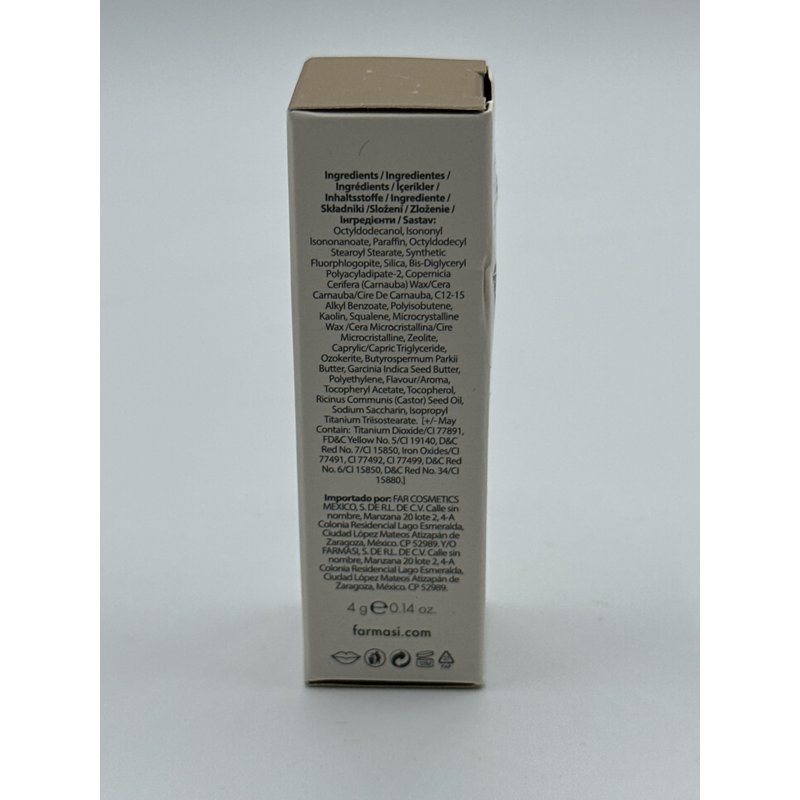 Ingredients / Ingredientes /
Ingrédients / İçerikler /
Inhaltsstoffe / Ingrediente /
Składniki /Složení / Zloženie /
Інгредієнти / Sastav:
Octyldodecanol, Isononyl
Isononanoate, Paraffin, Octyldodecyl
Stearoyl Stearate, Synthetic
Fluorphlogopite, Silica, Bis-Diglyceryl
Polyacyladipate-2, Copernicia
Cerifera (Carnauba) Wax/Cera
Carnauba/Cire De Carnauba, C12-15
Alkyl Benzoate, Polyisobutene,
Kaolin, Squalene, Microcrystalline
Wax /Cera Microcristallina/Cire
Microcristalline, Zeolite,
Caprylic/Capric Triglyceride,
Ozokerite, Butyrospermum Parkii
Butter, Garcinia Indica Seed Butter,
Polyethylene, Flavour/Aroma,
Tocopheryl Acetate, Tocopherol,
Ricinus Communis (Castor) Seed Oil,
Sodium Saccharin, Isopropyl
Titanium Triisostearate. [+/- May
Contain: Titanium Dioxide/CI 77891,
FD&C Yellow No. 5/CI 19140, D&C
Red No. 7/CI 15850, Iron Oxides/CI
77491, CI 77492, CI 77499, D&C Red
No. 6/CI 15850, D&C Red No. 34/CI
15880.]
Importado por: FAR COSMETICS
MEXICO, S. DE R.L. DE C.V. Calle sin
nombre, Manzana 20 lote 2, 4-A
Colonia Residencial Lago Esmeralda,
Ciudad López Mateos Atizapán de
Zaragoza, México. CP 52989. Y/O
FARMASİ, S. DE R.L. DE C.V. Calle sin
nombre, Manzana 20 lote 2, 4-A
Colonia Residencial Lago Esmeralda,
Ciudad López Mateos Atizapán de
Zaragoza, México. CP 52989.
4 g ℮ 0.14 oz.
farmasi.com